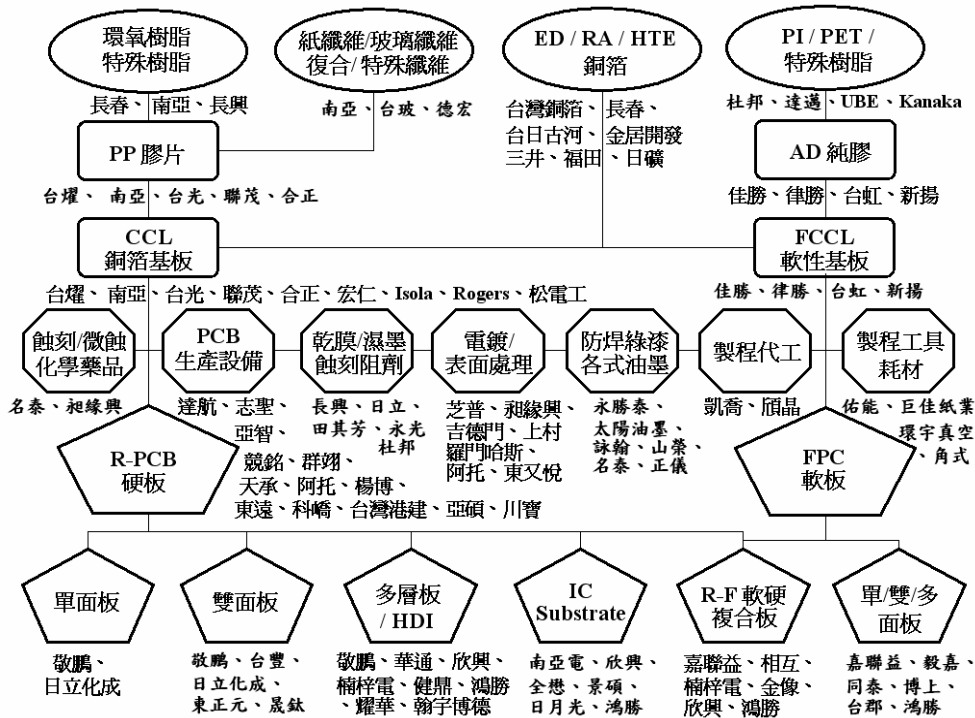 環氧樹脂
特殊樹脂
紙纖維/玻璃纖維
復合/特殊纖維
ED / RA / HTE
銅箔
PI / PET /
特殊樹脂
長春、南亞、長興
南亞、台玻、德宏
台灣銅箔、長春、
台日古河、金居開發
三井、福田、日礦
杜邦、達邁、UBE、Kanaka
PP 膠片
AD 純膠
台燿、南亞、台光、聯茂、合正
佳勝、律勝、台虹、新揚
CCL
銅箔基板
FCCL
軟性基板
台燿、南亞、台光、聯茂、合正、宏仁、Isola、Rogers、松電工
佳勝、律勝、台虹、新揚
蝕刻/微蝕
化學藥品
PCB
生產設備
乾膜/濕墨
蝕刻阻劑
電鍍/
表面處理
防焊綠漆
各式油墨
製程代工
製程工具
耗材
名泰、昶緣興
達航、志聖、
亞智、
競銘、群翊、
天承、阿托、楊博、
東遠、科嶠、台灣港建、亞碩、川寶
長興、日立、
田其芳、永光
杜邦
芝普、昶緣興、
吉德門、上村
羅門哈斯、
阿托、東又悅
永勝泰、
太陽油墨、
詠翰、山榮、
名泰、正儀
凱喬、頎晶
佑能、巨佳紙業
環宇真空
、角式
R-PCB
硬板
FPC
軟板
單面板
雙面板
多層板
/ HDI
IC
Substrate
R-F 軟硬
複合板
單/雙/多
面板
敬鵬、
日立化成
敬鵬、台豐、
日立化成、
東正元、晟鈦
敬鵬、華通、欣興、
楠梓電、健鼎、鴻勝
、耀華、翰宇博德
南亞電、欣興、
全懋、景碩、
日月光、鴻勝
嘉聯益、相互、
楠梓電、金像、
欣興、鴻勝
嘉聯益、毅嘉、
同泰、博上、
台郡、鴻勝